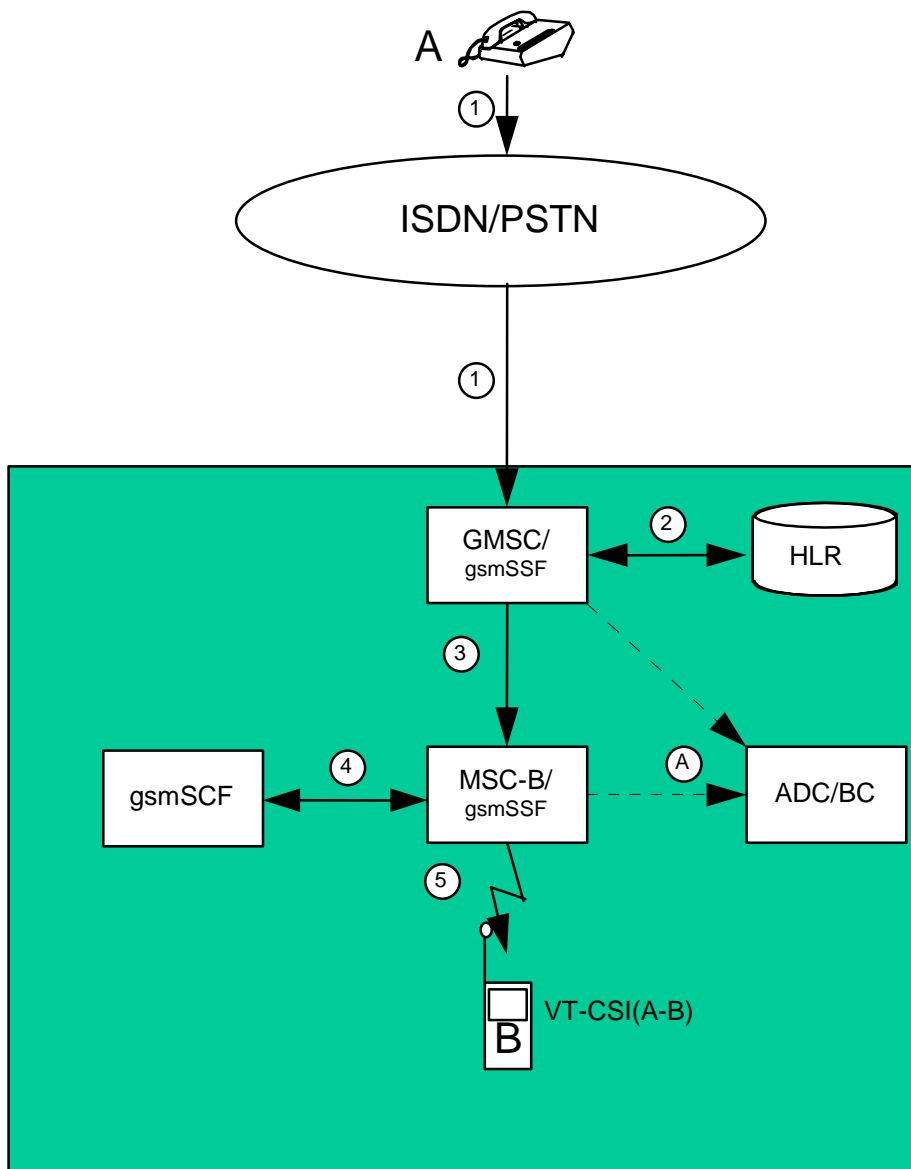 A
1
ISDN/PSTN
1
GMSC/
gsmSSF
2
HLR
3
gsmSCF
4
MSC-B/
gsmSSF
A
ADC/BC
5
VT-CSI(A-B)
B